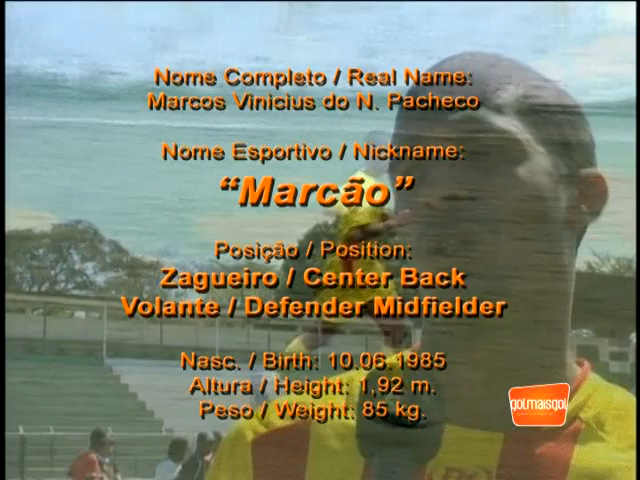 Nome Completo / Real Name:
Marcos Vinicius do N. Pacheco
Nome Esportivo / Nickname:
“Marcão”
Posição / Position:
Zagueiro / Center Back
Volante / Defender Midfielder
Nasc. / Birth: 10.06.1985
Altura / Height: 1,92 m.
Peso / Weight: 85 kg.
golmaisgol